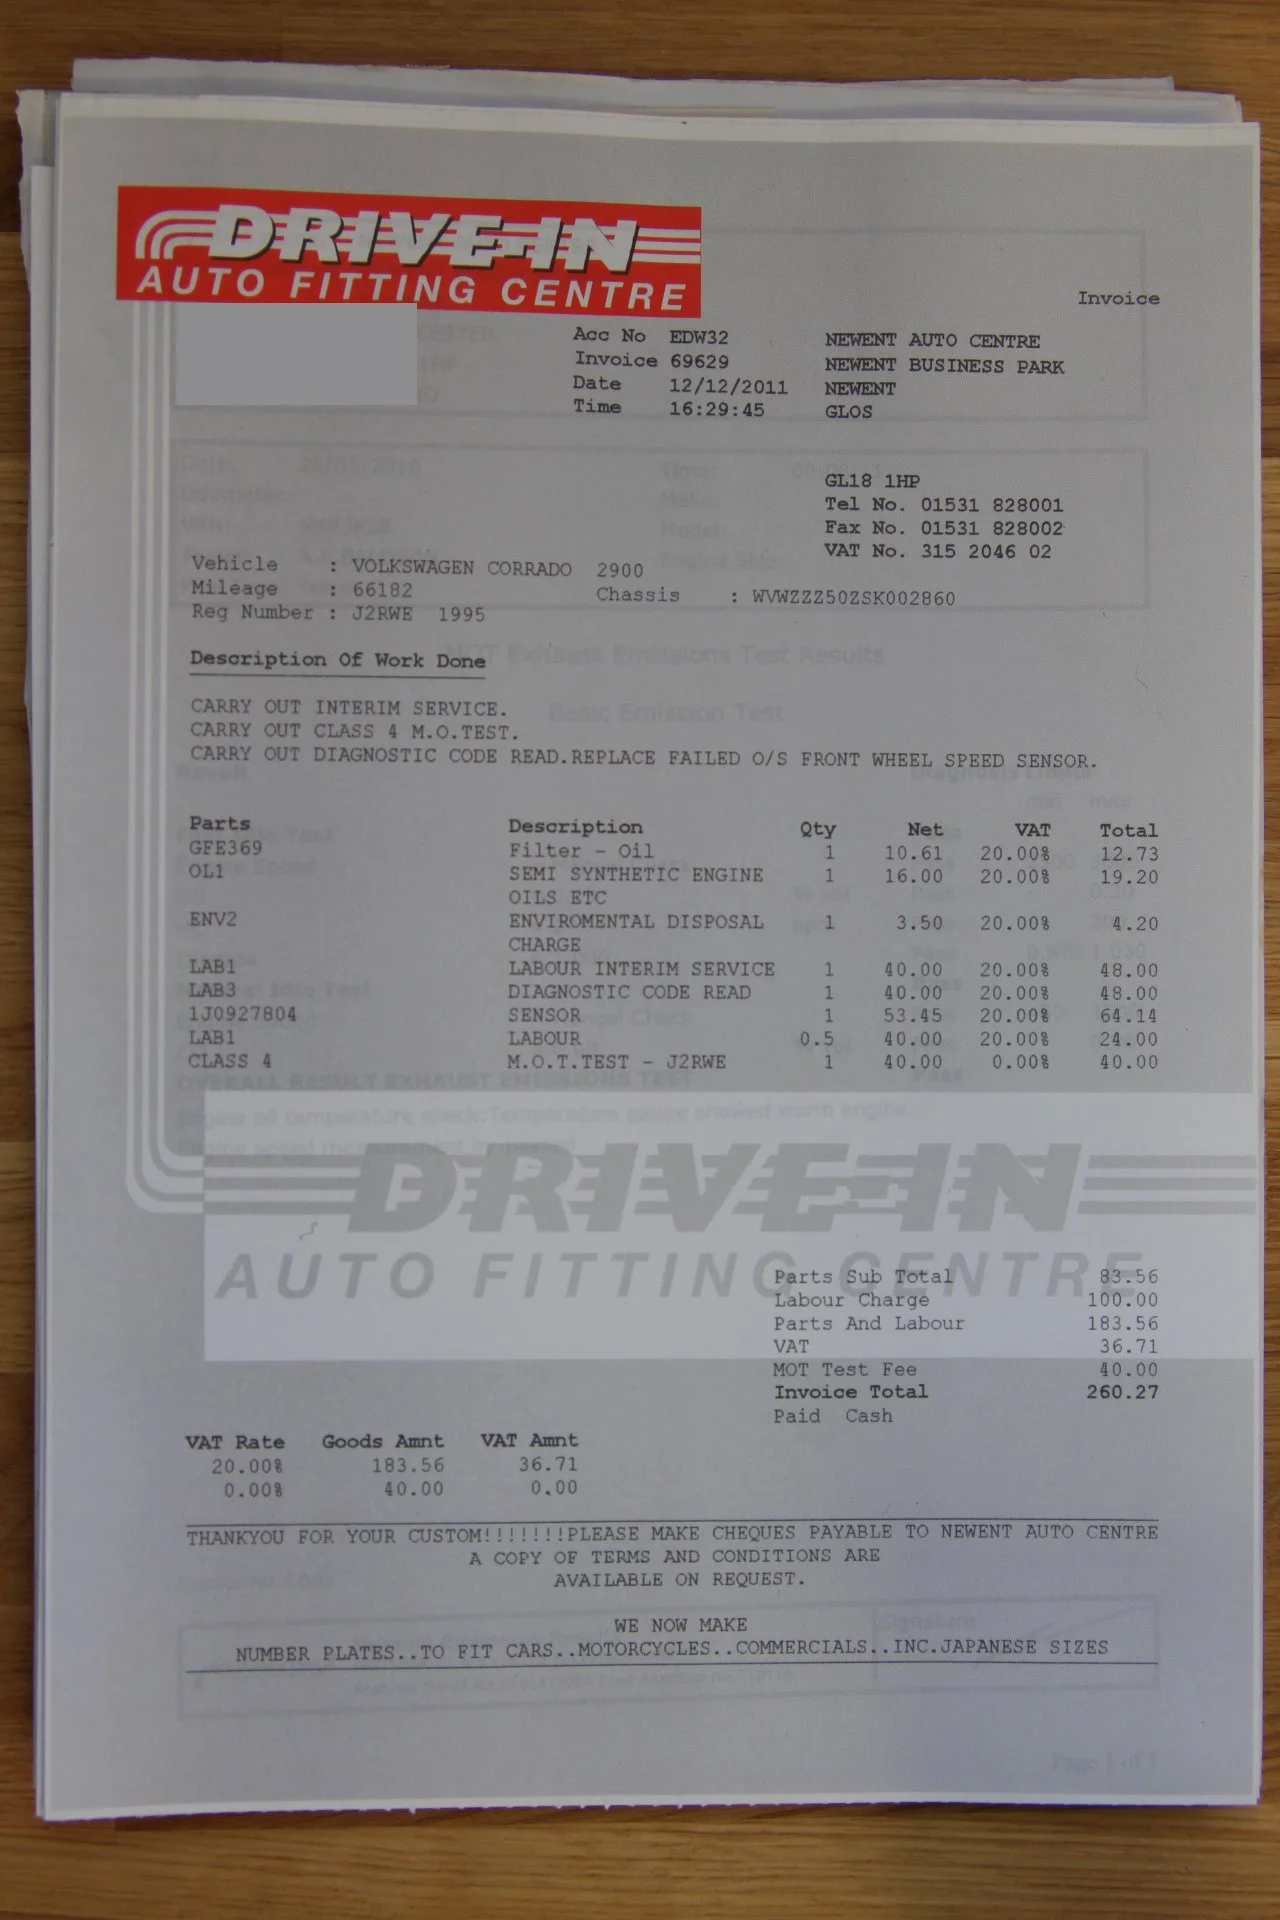 DRIVE-IN
AUTO FITTING CENTRE
Invoice
Acc No EDW32
Invoice 69629
Date 12/12/2011
Time 16:29:45
NEWENT AUTO CENTRE
NEWENT BUSINESS PARK
NEWENT
GLOS
GL18 1HP
Tel No. 01531 828001
Fax No. 01531 828002
VAT No. 315 2046 02
Vehicle : VOLKSWAGEN CORRADO 2900
Mileage : 66182 Chassis : WVWZZZ50ZSK002860
Reg Number : J2RWE 1995
Description Of Work Done
CARRY OUT INTERIM SERVICE.
CARRY OUT CLASS 4 M.O.TEST.
CARRY OUT DIAGNOSTIC CODE READ.REPLACE FAILED O/S FRONT WHEEL SPEED SENSOR.
Parts Description Qty Net VAT Total
GFE369 Filter - Oil 1 10.61 20.00% 12.73
OL1 SEMI SYNTHETIC ENGINE 1 16.00 20.00% 19.20
OILS ETC
ENV2 ENVIROMENTAL DISPOSAL 1 3.50 20.00% 4.20
CHARGE
LAB1 LABOUR INTERIM SERVICE 1 40.00 20.00% 48.00
LAB3 DIAGNOSTIC CODE READ 1 40.00 20.00% 48.00
1J0927804 SENSOR 1 53.45 20.00% 64.14
LAB1 LABOUR 0.5 40.00 20.00% 24.00
CLASS 4 M.O.T.TEST - J2RWE 1 40.00 0.00% 40.00
DRIVE-IN
AUTO FITTING CENTRE
Parts Sub Total 83.56
Labour Charge 100.00
Parts And Labour 183.56
VAT 36.71
MOT Test Fee 40.00
Invoice Total 260.27
Paid Cash
VAT Rate Goods Amnt VAT Amnt
20.00% 183.56 36.71
0.00% 40.00 0.00
THANKYOU FOR YOUR CUSTOM!!!!!!!PLEASE MAKE CHEQUES PAYABLE TO NEWENT AUTO CENTRE
A COPY OF TERMS AND CONDITIONS ARE
AVAILABLE ON REQUEST.
WE NOW MAKE
NUMBER PLATES..TO FIT CARS..MOTORCYCLES..COMMERCIALS..INC.JAPANESE SIZES